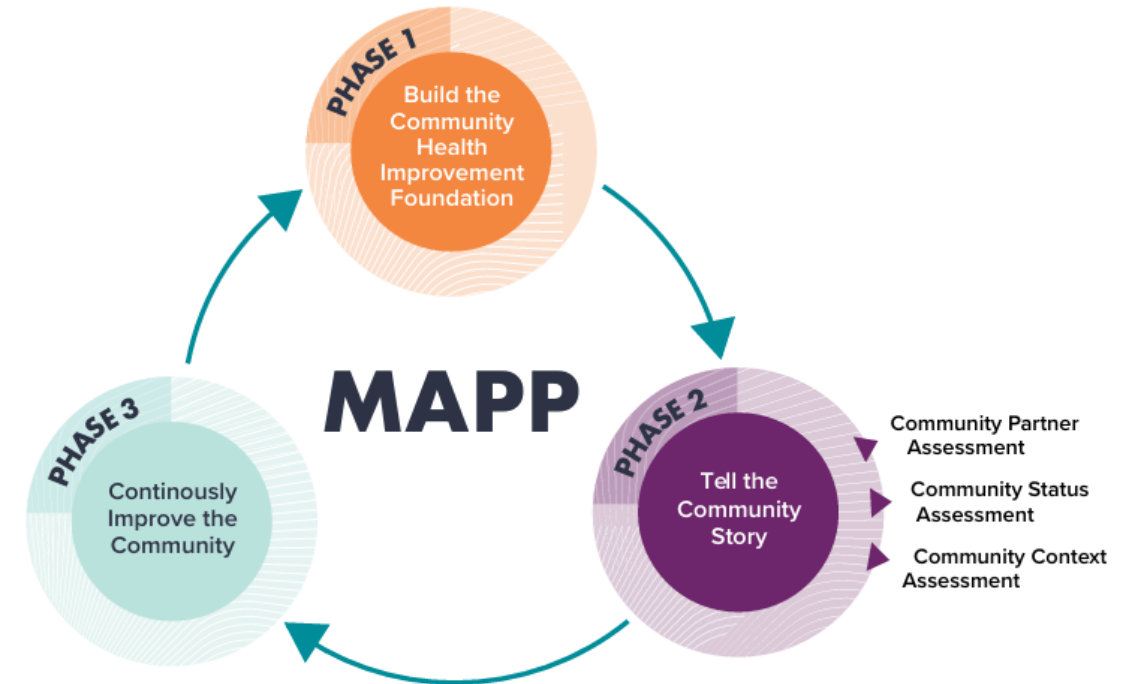 PHASE 1
Build the
Community
Health
Improvement
Foundation
MAPP
PHASE 2
Tell the
Community
Story
Community Partner
Assessment
Community Status
Assessment
Community Context
Assessment
PHASE 3
Continously
Improve the
Community